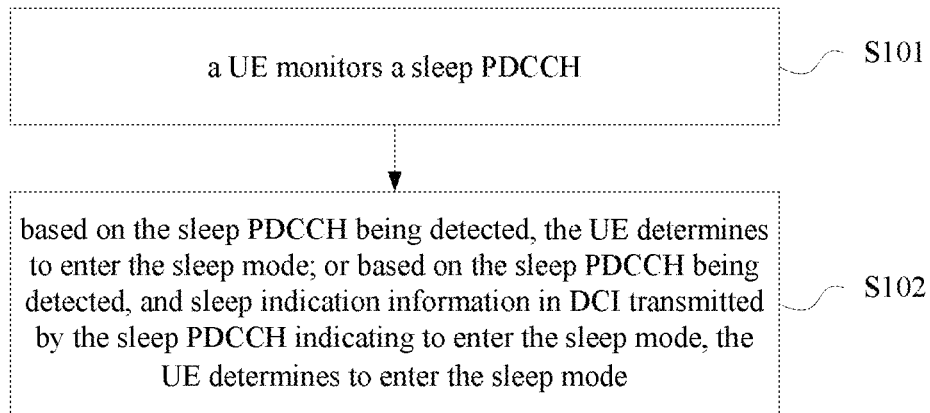 a UE monitors a sleep PDCCH
S101
based on the sleep PDCCH being detected, the UE determines
to enter the sleep mode; or based on the sleep PDCCH being
detected, and sleep indication information in DCI transmitted
by the sleep PDCCH indicating to enter the sleep mode, the
UE determines to enter the sleep mode
S102